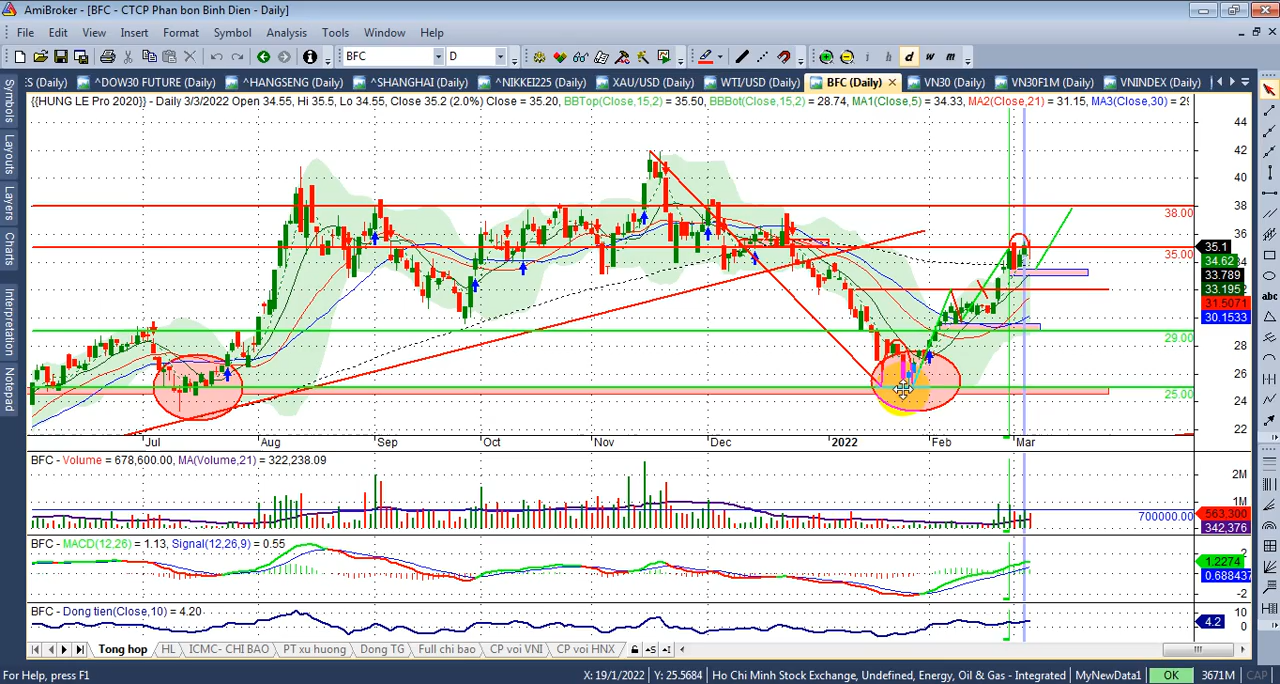 AmiBroker - [BFC - CTCP Phan bon Binh Dien - Daily]
File Edit View Insert Format Symbol Analysis Tools Window Help
BFC D i h d w m
S (Daily) ^DOW30 FUTURE (Daily) ^HANGSENG (Daily) ^SHANGHAI (Daily) ^NIKKEI225 (Daily) XAU/USD (Daily) WTI/USD (Daily) BFC (Daily) VN30 (Daily) VN30F1M (Daily) VNINDEX (Daily)
{{HUNG LE Pro 2020}} - Daily 3/3/2022 Open 34.55, Hi 35.5, Lo 34.55, Close 35.2 (2.0%) Close = 35.20, BBTop(Close,15,2) = 35.50, BBBot(Close,15,2) = 28.74, MA1(Close,5) = 34.33, MA2(Close,21) = 31.15, MA3(Close,30) = 29
Symbols
Layouts
Layers
Charts
Interpretation
Notepad
44
42
40
38
38.00
36
35.1
35.00
34.62
34
33.789
33.195
31.5071
30.1533
29.00
28
26
25.00
24
22
Jul Aug Sep Oct Nov Dec 2022 Feb Mar
BFC - Volume = 678,600.00, MA(Volume,21) = 322,238.09
2M
1M
700000.00
563,300
342,376
BFC - MACD(12,26) = 1.13, Signal(12,26,9) = 0.55
2
1.2274
0.688437
-2
BFC - Dong tien(Close,10) = 4.20
10
4.2
0
Tong hop HL ICMC- CHI BAO PT xu huong Dong TG Full chi bao CP voi VNI CP voi HNX
abc
For Help, press F1 X: 19/1/2022 Y: 25.5684 Ho Chi Minh Stock Exchange, Undefined, Energy, Oil & Gas - Integrated MyNewData1 OK 3671M CAP